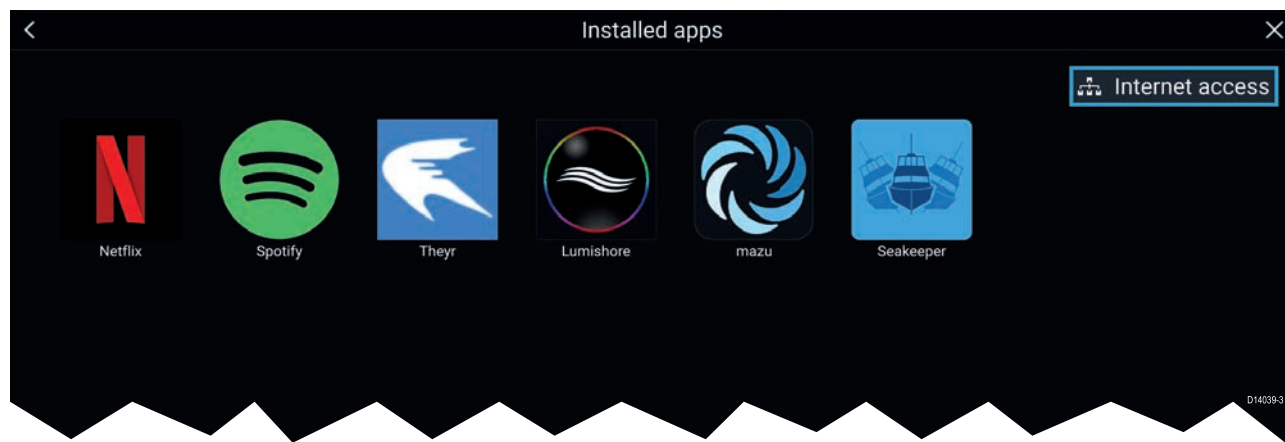 Installed apps
Internet access
Netflix
Spotify
Theyr
Lumishore
mazu
Seakeeper
D14039-3